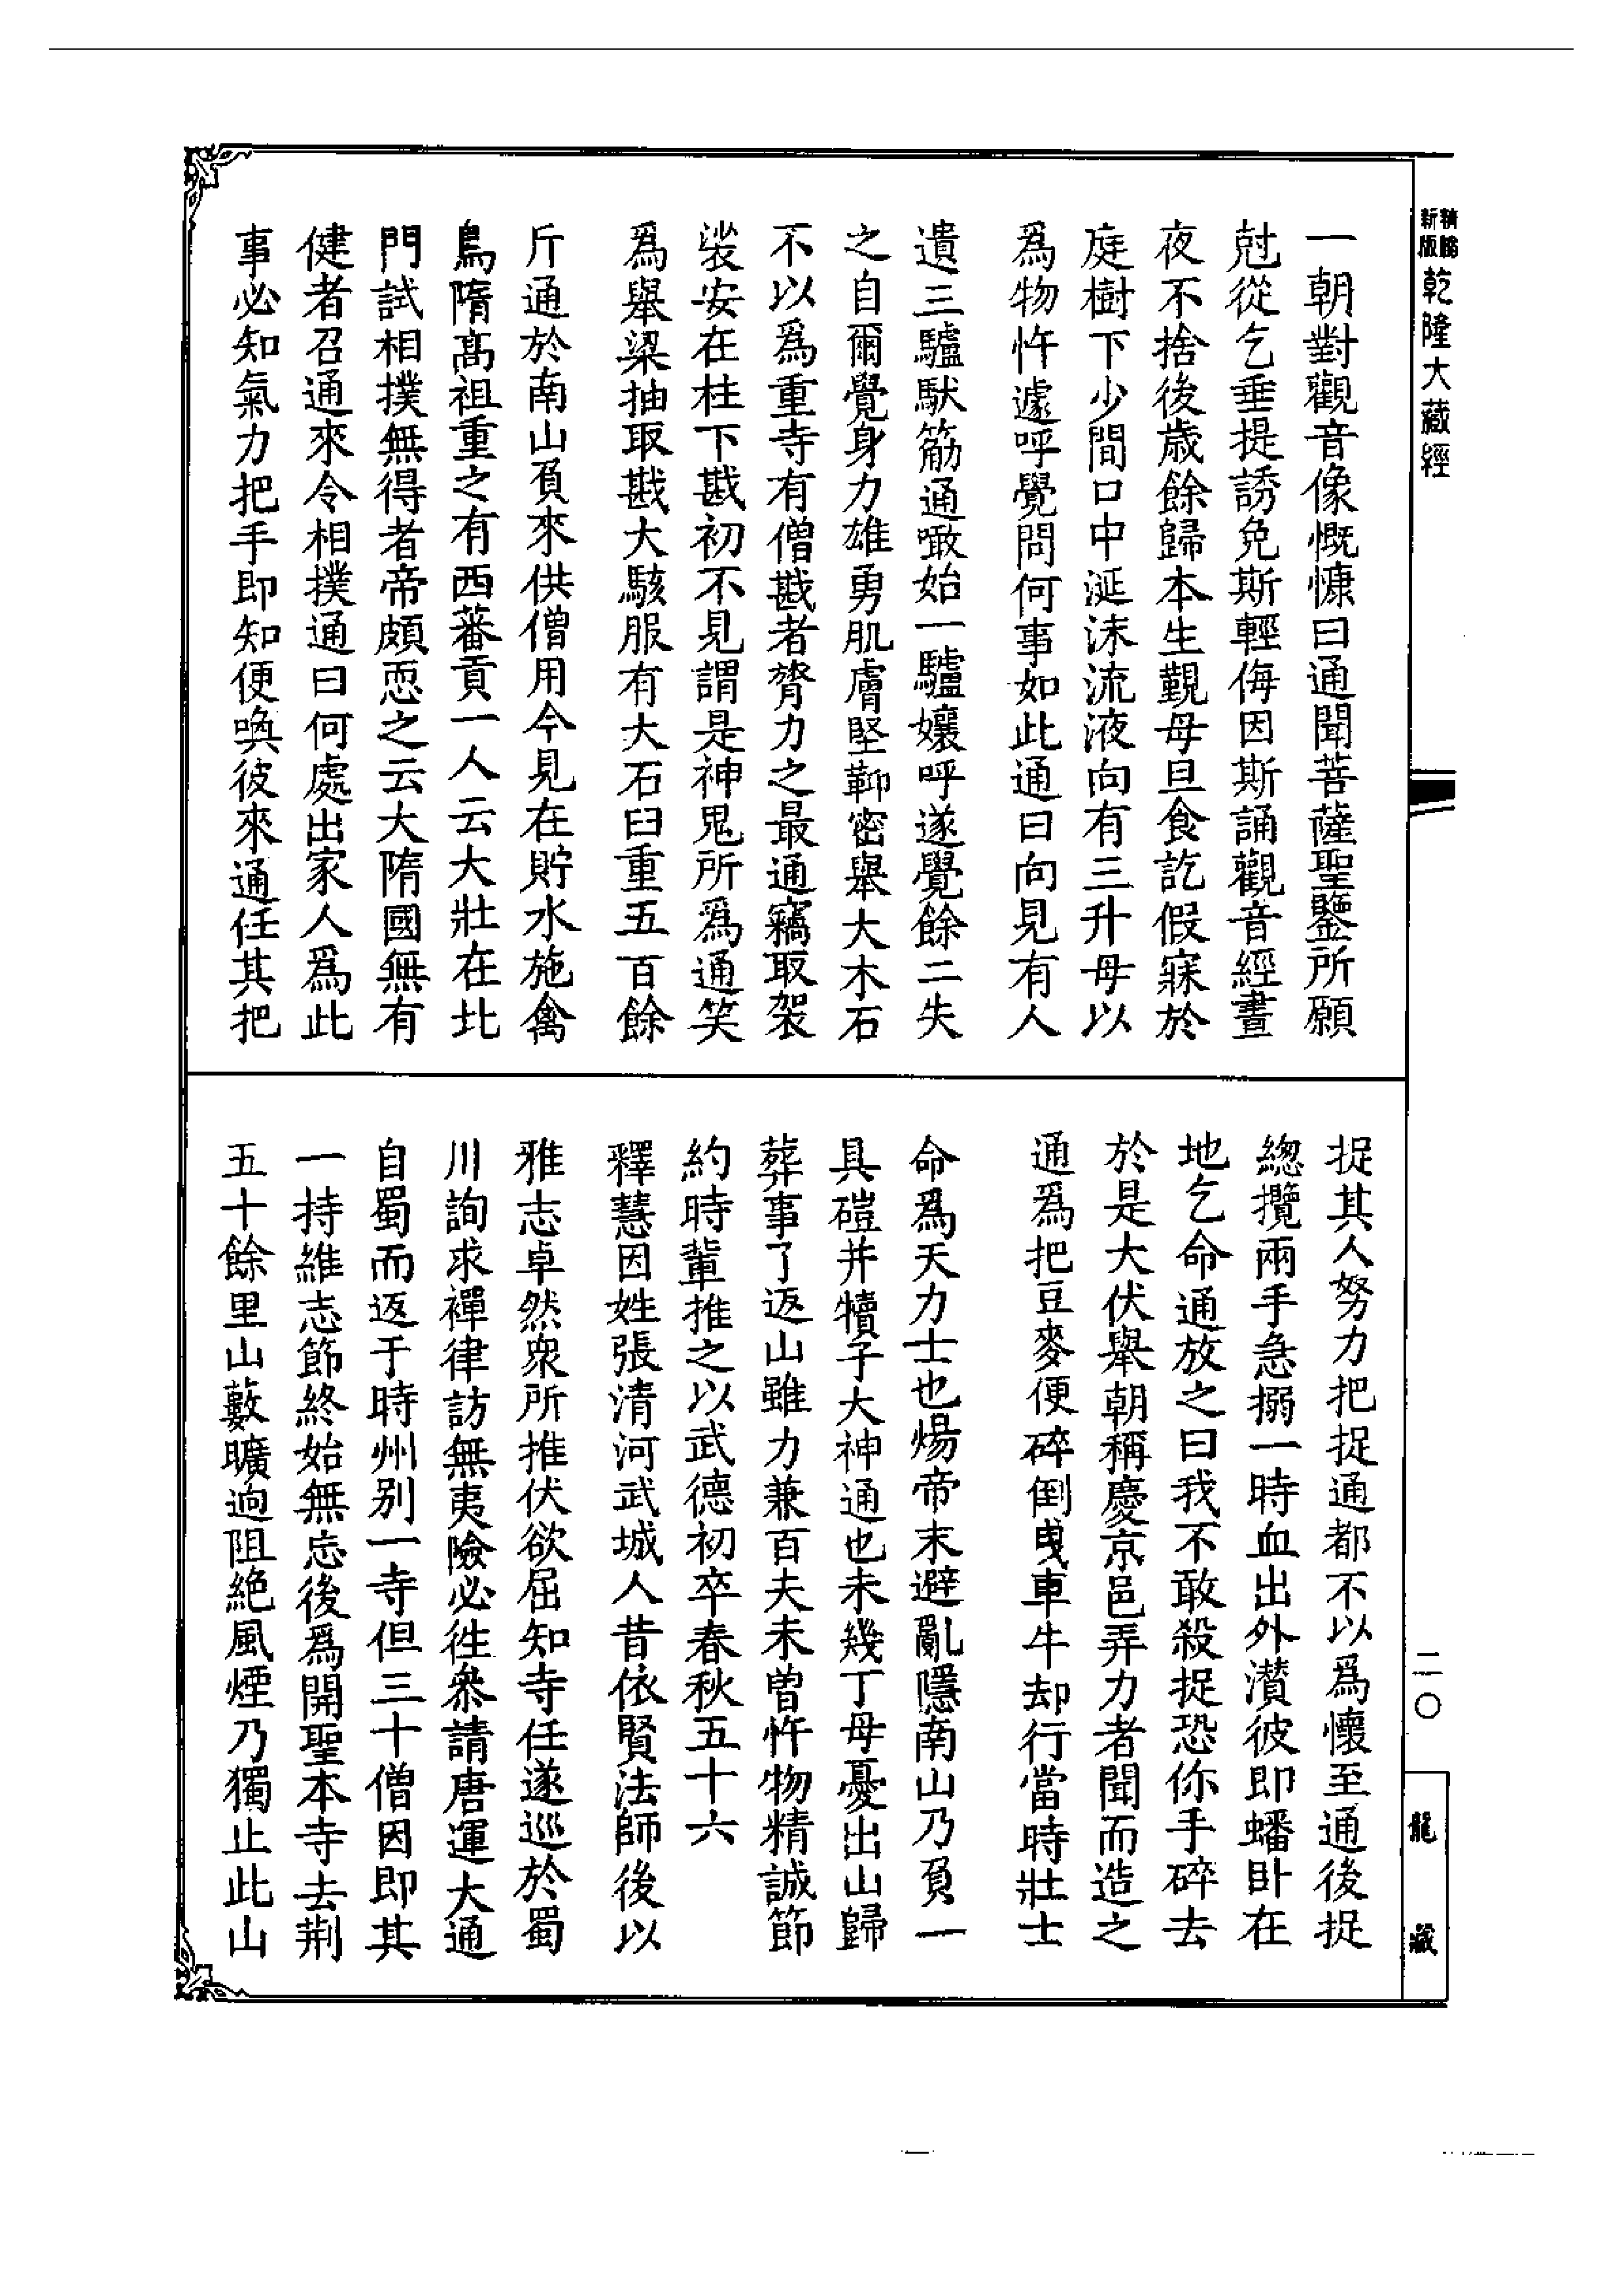 精繕新版乾隆大藏經
一朝對觀音像慨慷曰通聞菩薩聖鑒所願
尅從乞垂提誘免斯輕侮因斯誦觀音經晝
夜不捨後歲餘歸本生觀母旦食訖假寐於
庭樹下少間口中涎沫流液向有三升母以
爲物忤遽呼覺問何事如此通曰向見有人
遺三驢馱筋通噉始一驢孃呼遂覺餘二失
之自爾覺身力雄勇肌膚堅䩕密舉大木石
不以爲重寺有僧戡者膂力之最通竊取袈
裟安在柱下戡初不見謂是神鬼所爲通笑
爲舉梁抽取戡大駭服有大石臼重五百餘
斤通於南山負來供僧用今見在貯水施禽
鳥隋高祖重之有西蕃貢一人云大壯在北
門試相撲無得者帝頗恧之云大隋國無有
健者召通來令相撲通曰何處出家人爲此
事必知氣力把手即知便喚彼來通任其把
捉其人努力把捉通都不以爲懷至通後捉
總攬兩手急搦一時血出外瀵彼即蟠卧在
地乞命通放之曰我不敢殺捉恐你手碎去
於是大伏舉朝稱慶京邑弄力者聞而造之
通爲把豆麥便碎倒曳車牛却行當時壯士
命爲天力士也煬帝末避亂隱南山乃負一
具磑并犢子大神通也未幾丁母憂出山歸
葬事了返山雖力兼百夫未曾忤物精誠節
約時輩推之以武德初卒春秋五十六
釋慧因姓張清河武城人昔依賢法師後以
雅志卓然衆所推伏欲屈知寺任遂巡於蜀
川詢求禪律訪無夷險必徃參請唐運大通
自蜀而返于時州别一寺但三十僧因即其
一持維志節終始無忘後爲開聖本寺去荆
五十餘里山藪曠迥阻絶風煙乃獨止此山
二〇
龍藏